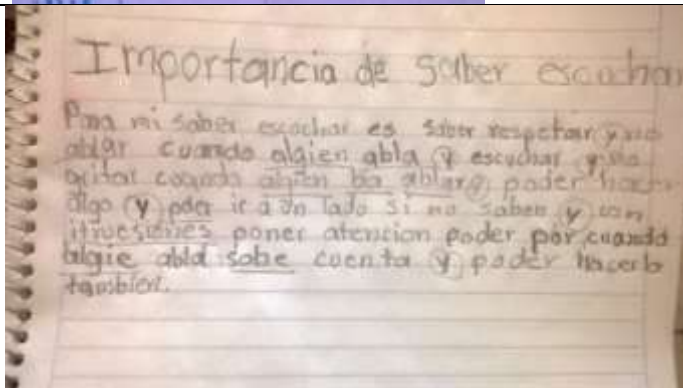 Importancia de saber escuchar
Para mi saber escuchar es saber respetar y no
ablar cuando algien abla y escuchar y no
gritar cuando algien ba ablar y poder hacer
algo y poder ir a un lado si no saben y con
poner atencion poder por cuando
algie abla sobe cuenta y poder hacerlo
tambien.